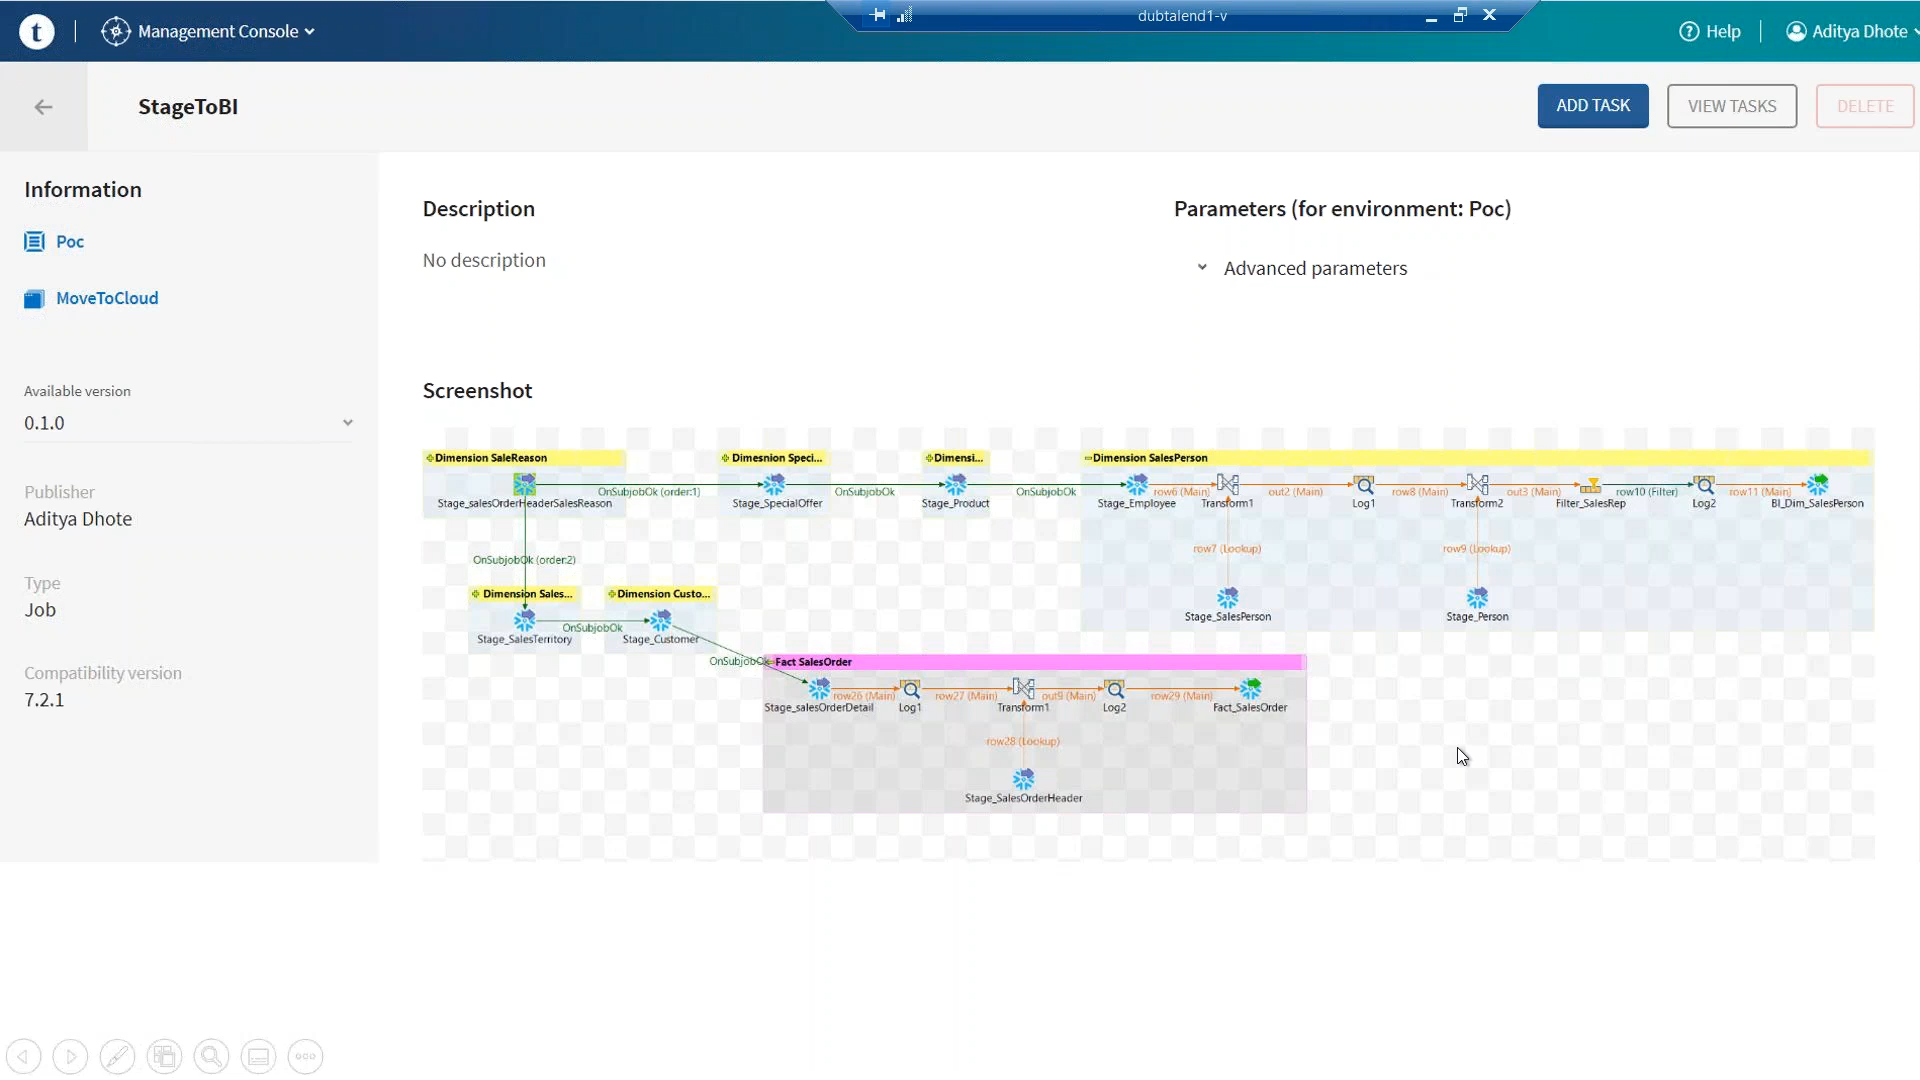 t
Management Console
dubtalend1-v
Help
Aditya Dhote
StageToBI
ADD TASK
VIEW TASKS
DELETE
Information
Poc
MoveToCloud
Available version
0.1.0
Publisher
Aditya Dhote
Type
Job
Compatibility version
7.2.1
Description
No description
Parameters (for environment: Poc)
Advanced parameters
Screenshot
Dimension SaleReason
Dimesnion Speci...
Dimensi...
Dimension SalesPerson
OnSubjobOk (order:1)
OnSubjobOk
OnSubjobOk
row6 (Main)
out2 (Main)
row8 (Main)
out3 (Main)
row10 (Filter)
row11 (Main)
Stage_salesOrderHeaderSalesReason
Stage_SpecialOffer
Stage_Product
Stage_Employee
Transform1
Log1
Transform2
Filter_SalesRep
Log2
BI_Dim_SalesPerson
row7 (Lookup)
row9 (Lookup)
OnSubjobOk (order:2)
Dimension Sales...
Dimension Custo...
Stage_SalesPerson
Stage_Person
OnSubjobOk
Stage_SalesTerritory
Stage_Customer
OnSubjobOk
Fact SalesOrder
row26 (Main)
row27 (Main)
out9 (Main)
row29 (Main)
Stage_salesOrderDetail
Log1
Transform1
Log2
Fact_SalesOrder
row28 (Lookup)
Stage_SalesOrderHeader